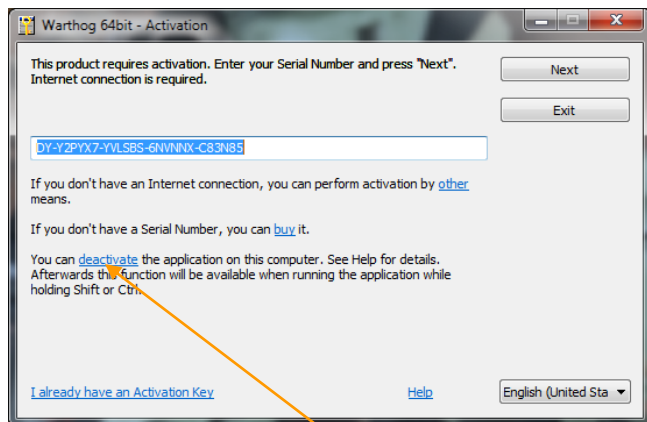 Warthog 64bit - Activation
This product requires activation. Enter your Serial Number and press "Next".
Internet connection is required.
Next
Exit
DY-Y2PYX7-YVLSBS-6NVNNX-C83N85
If you don't have an Internet connection, you can perform activation by other
means.
If you don't have a Serial Number, you can buy it.
You can deactivate the application on this computer. See Help for details.
Afterwards this function will be available when running the application while
holding Shift or Ctrl.
I already have an Activation Key
Help
English (United Sta